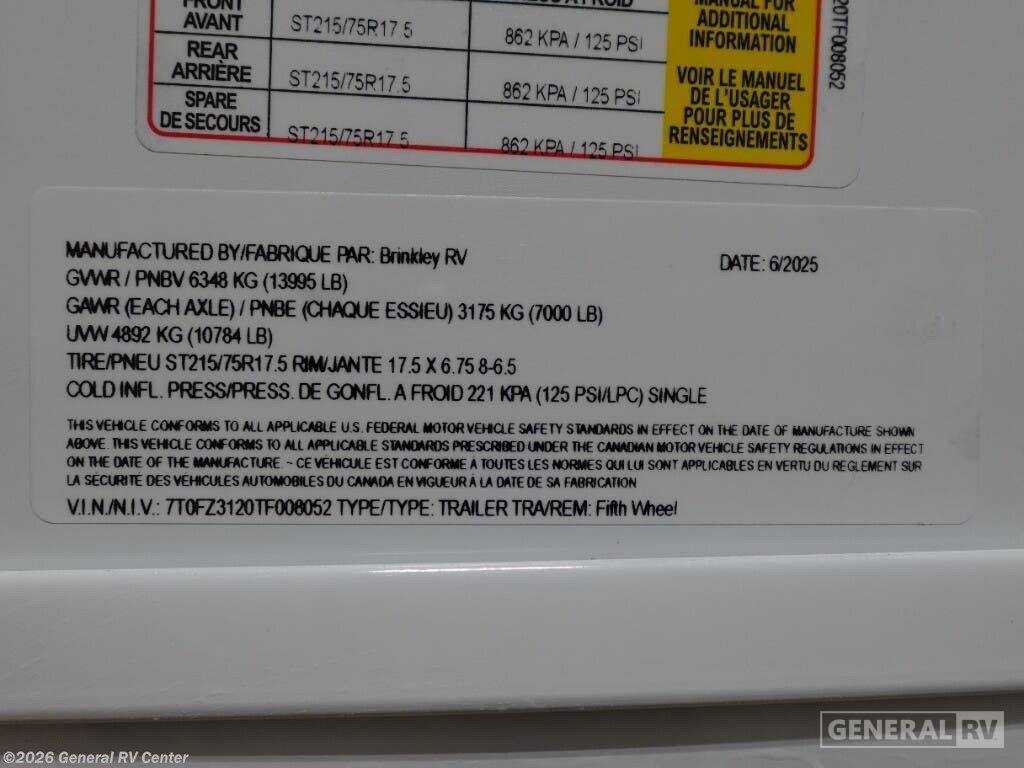 FRONT
AVANT ST215/75R17.5 862 KPA / 125 PSI
REAR
ARRIÈRE ST215/75R17.5 862 KPA / 125 PSI
SPARE
DE SECOURS ST215/75R17.5 862 KPA / 125 PSI
MANUAL FOR
ADDITIONAL
INFORMATION
VOIR LE MANUEL
DE L'USAGER
POUR PLUS DE
RENSEIGNEMENTS
20TF008052
MANUFACTURED BY/FABRIQUE PAR: Brinkley RV DATE: 6/2025
GVWR / PNBV 6348 KG (13995 LB)
GAWR (EACH AXLE) / PNBE (CHAQUE ESSIEU) 3175 KG (7000 LB)
UVW 4892 KG (10784 LB)
TIRE/PNEU ST215/75R17.5 RIM/JANTE 17.5 X 6.75 8-6.5
COLD INFL. PRESS/PRESS. DE GONFL. A FROID 221 KPA (125 PSI/LPC) SINGLE
THIS VEHICLE CONFORMS TO ALL APPLICABLE U.S. FEDERAL MOTOR VEHICLE SAFETY STANDARDS IN EFFECT ON THE DATE OF MANUFACTURE SHOWN
ABOVE. THIS VEHICLE CONFORMS TO ALL APPLICABLE STANDARDS PRESCRIBED UNDER THE CANADIAN MOTOR VEHICLE SAFETY REGULATIONS IN EFFECT
ON THE DATE OF THE MANUFACTURE. ~ CE VÉHICULE EST CONFORME À TOUTES LES NORMES QUI LUI SONT APPLICABLES EN VERTU DU RÈGLEMENT SUR
LA SÉCURITÉ DES VÉHICULES AUTOMOBILES DU CANADA EN VIGUEUR À LA DATE DE SA FABRICATION
V.I.N./N.I.V.: 7T0FZ3120TF008052 TYPE/TYPE: TRAILER TRA/REM: Fifth Wheel
GENERAL RV
©2026 General RV Center